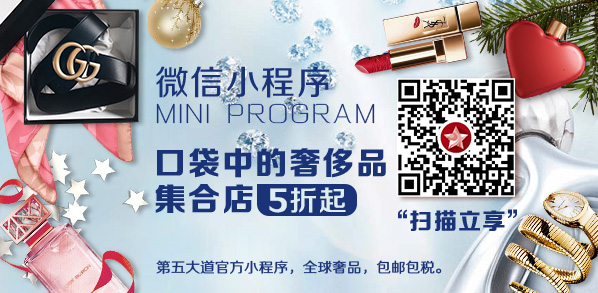 微信小程序
MINI PROGRAM
口袋中的奢侈品
集合店 5折起
“扫描立享”
第五大道官方小程序，全球奢品，包邮包税。